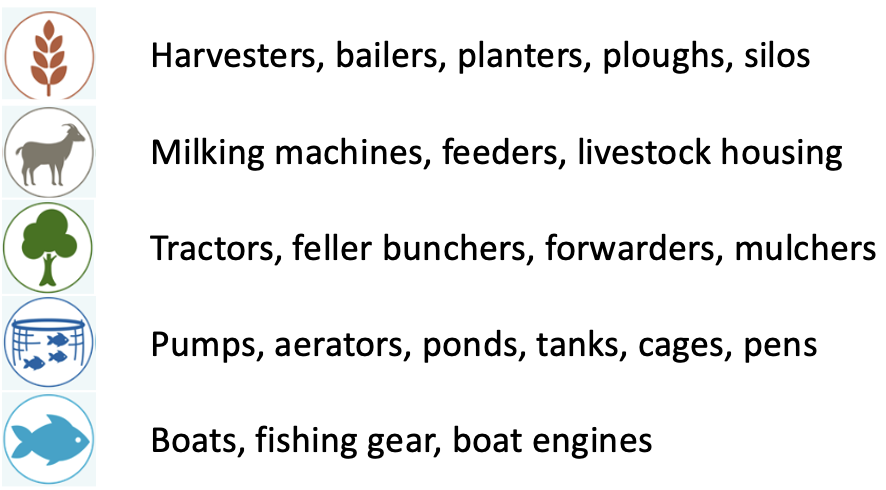 Harvesters, bailers, planters, ploughs, silos
Milking machines, feeders, livestock housing
Tractors, feller bunchers, forwarders, mulchers
Pumps, aerators, ponds, tanks, cages, pens
Boats, fishing gear, boat engines